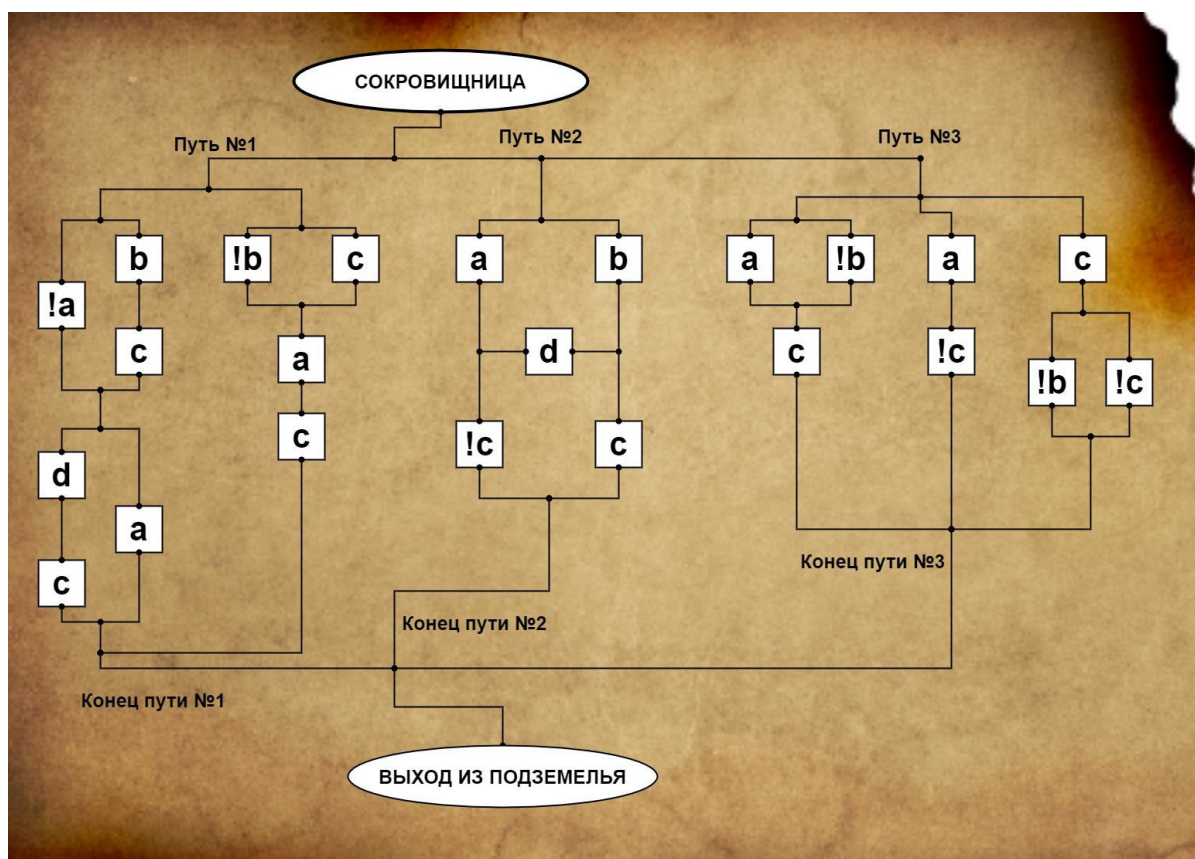 СОКРОВИЩНИЦА
Путь №1
Путь №2
Путь №3
b
!b
c
a
b
a
!b
a
c
!a
c
a
d
c
!c
!b
!c
c
!c
c
d
a
c
Конец пути №3
Конец пути №2
Конец пути №1
ВЫХОД ИЗ ПОДЗЕМЕЛЬЯ